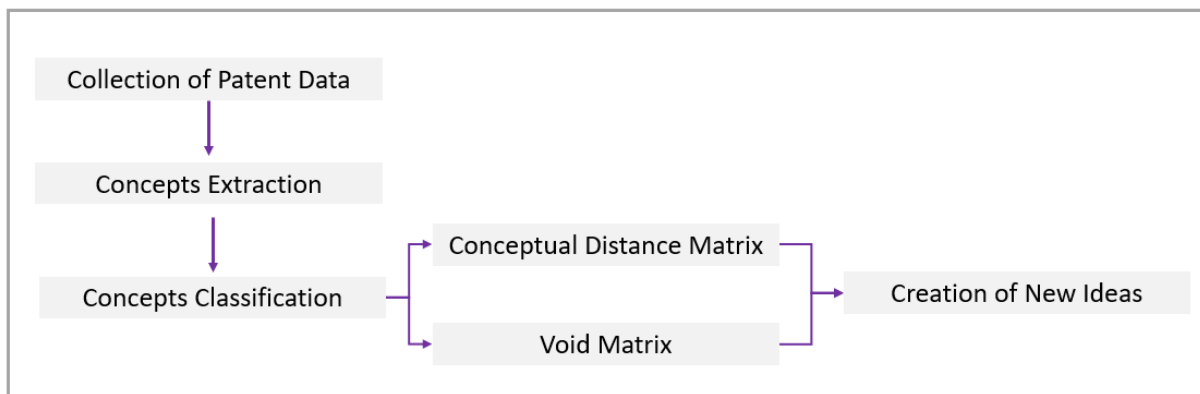 Collection of Patent Data
Concepts Extraction
Concepts Classification
Conceptual Distance Matrix
Void Matrix
Creation of New Ideas